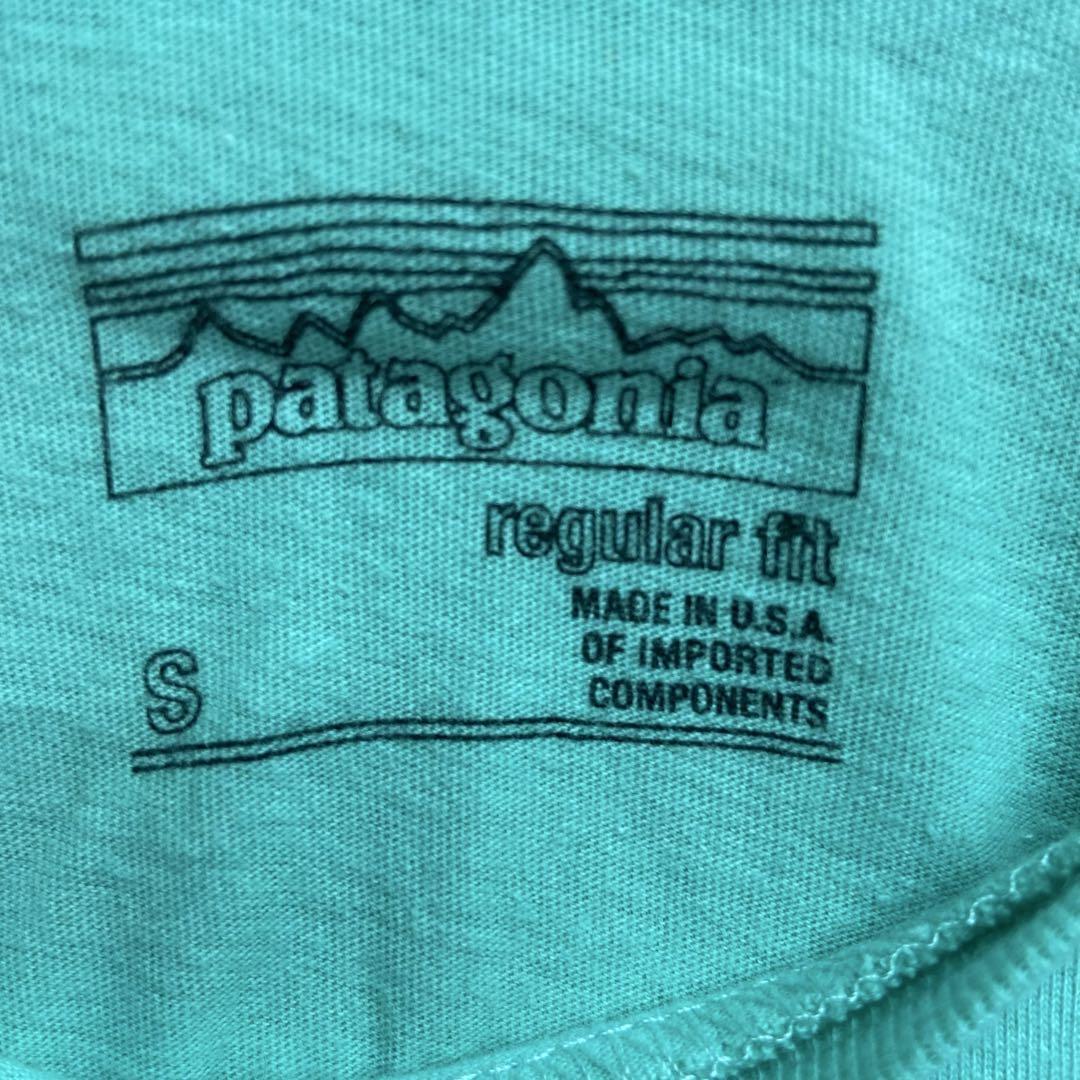 patagonia
regular fit
MADE IN U.S.A.
OF IMPORTED
COMPONENTS
S